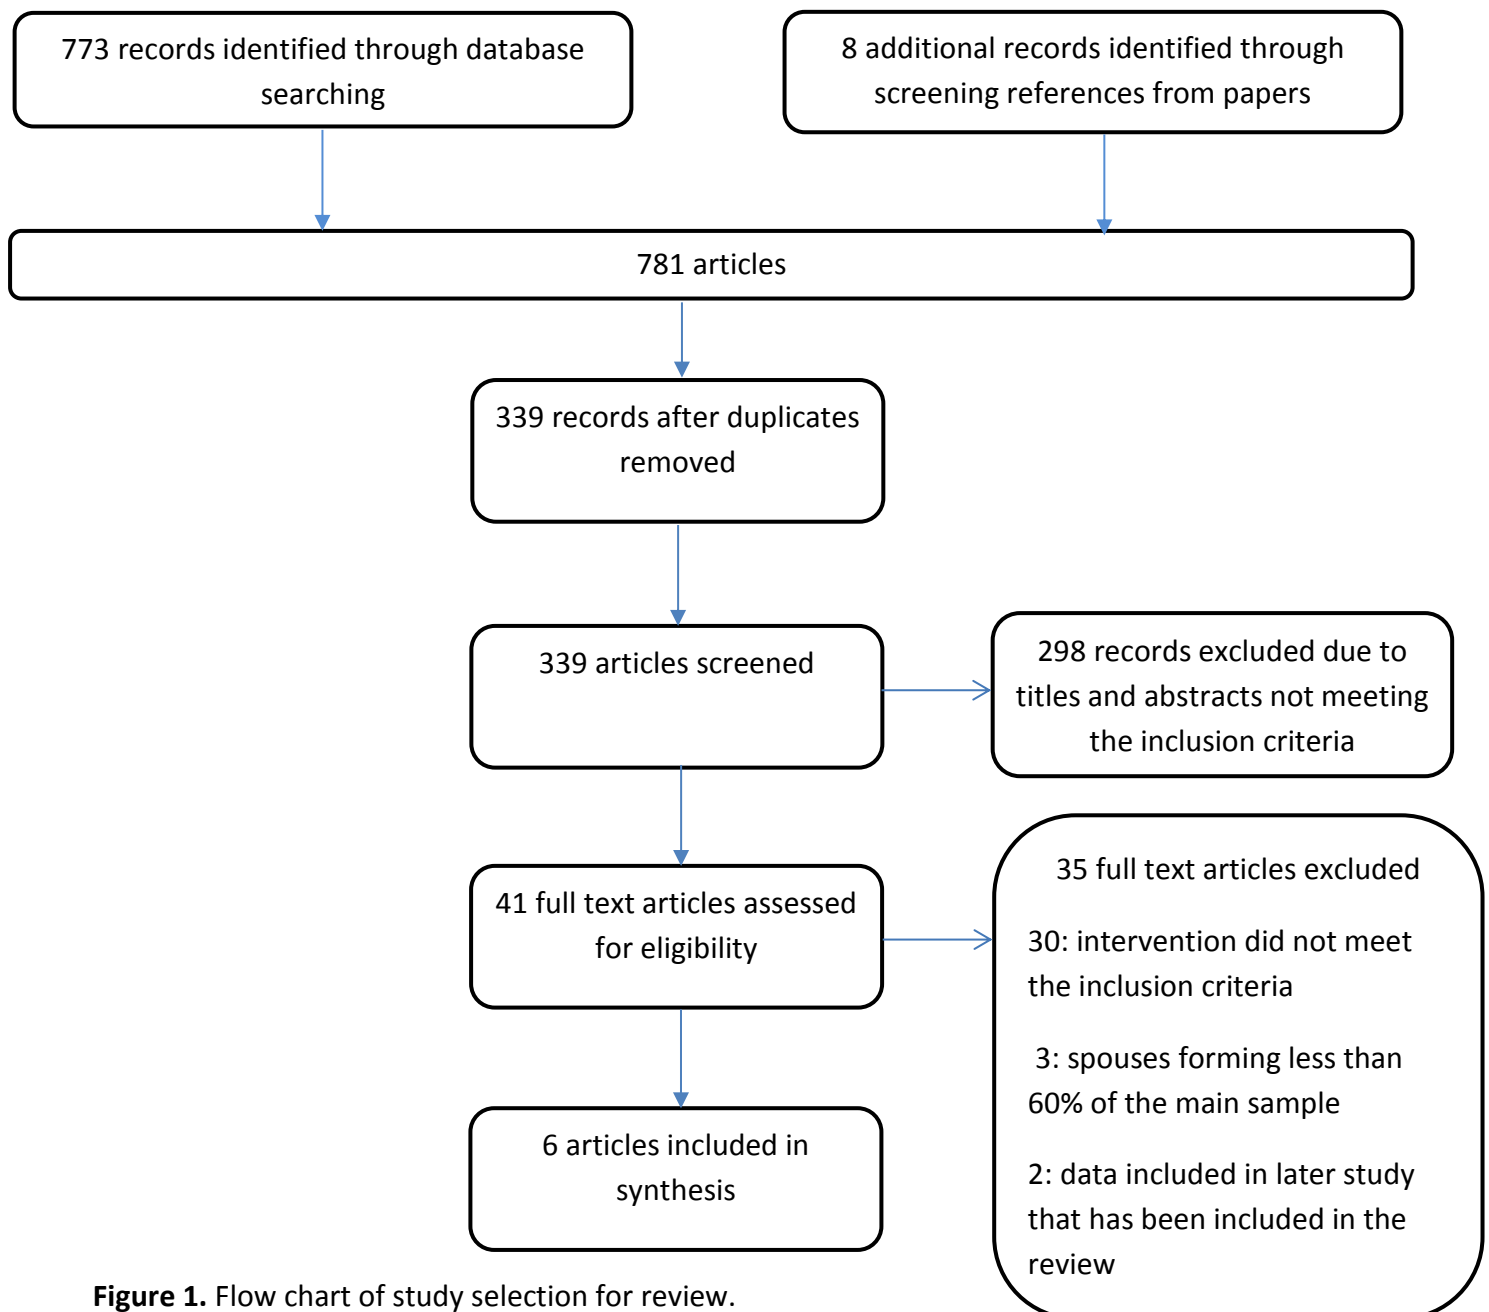 773 records identified through database
searching
8 additional records identified through
screening references from papers
781 articles
339 records after duplicates
removed
339 articles screened
298 records excluded due to
titles and abstracts not meeting
the inclusion criteria
41 full text articles assessed
for eligibility
35 full text articles excluded
30: intervention did not meet
the inclusion criteria
3: spouses forming less than
60% of the main sample
2: data included in later study
that has been included in the
review
6 articles included in
synthesis
Figure 1. Flow chart of study selection for review.